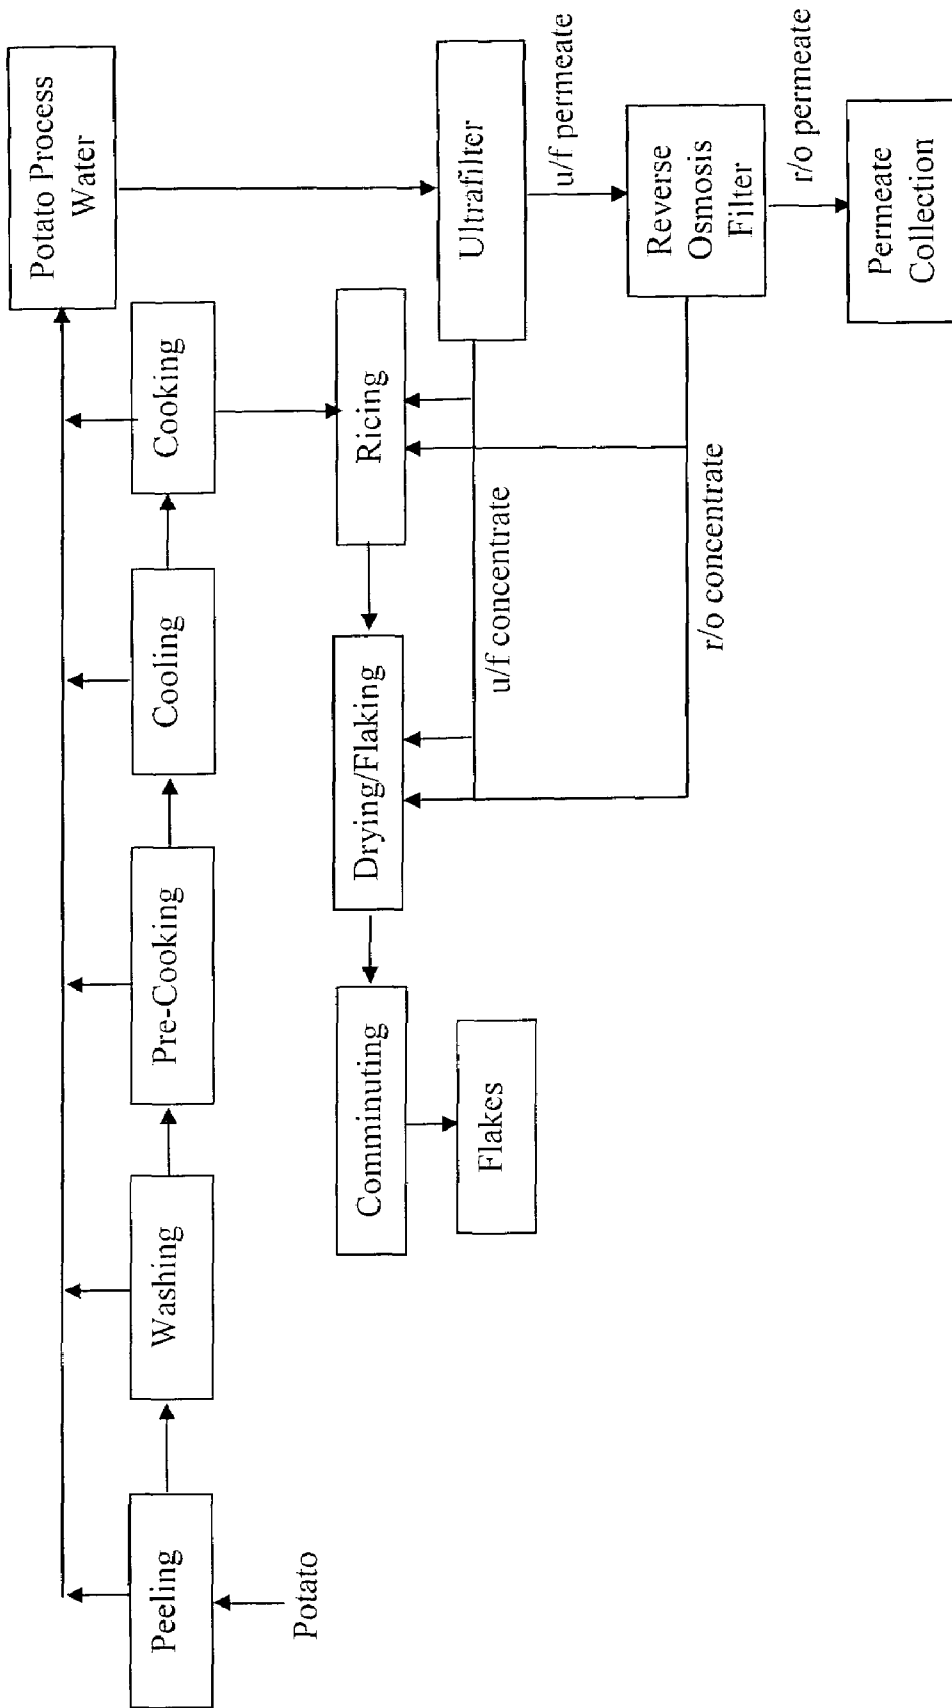 Potato Process
Water
Peeling
Washing
Pre-Cooking
Cooling
Cooking
Potato
Comminuting
Drying/Flaking
Ricing
Ultrafilter
Flakes
u/f concentrate
u/f permeate
Reverse
Osmosis
Filter
r/o concentrate
r/o permeate
Permeate
Collection